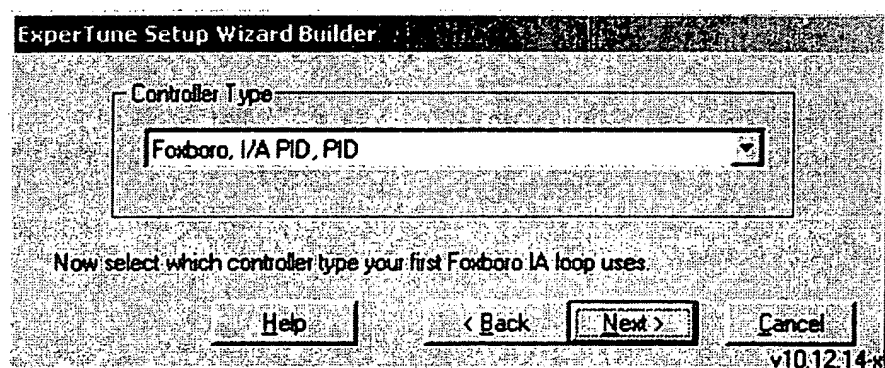 ExperTune Setup Wizard Builder
Controller Type
Foxboro, I/A PID, PID
Now select which controller type your first Foxboro IA loop uses.
Help < Back Next > Cancel
v10.12.14-x